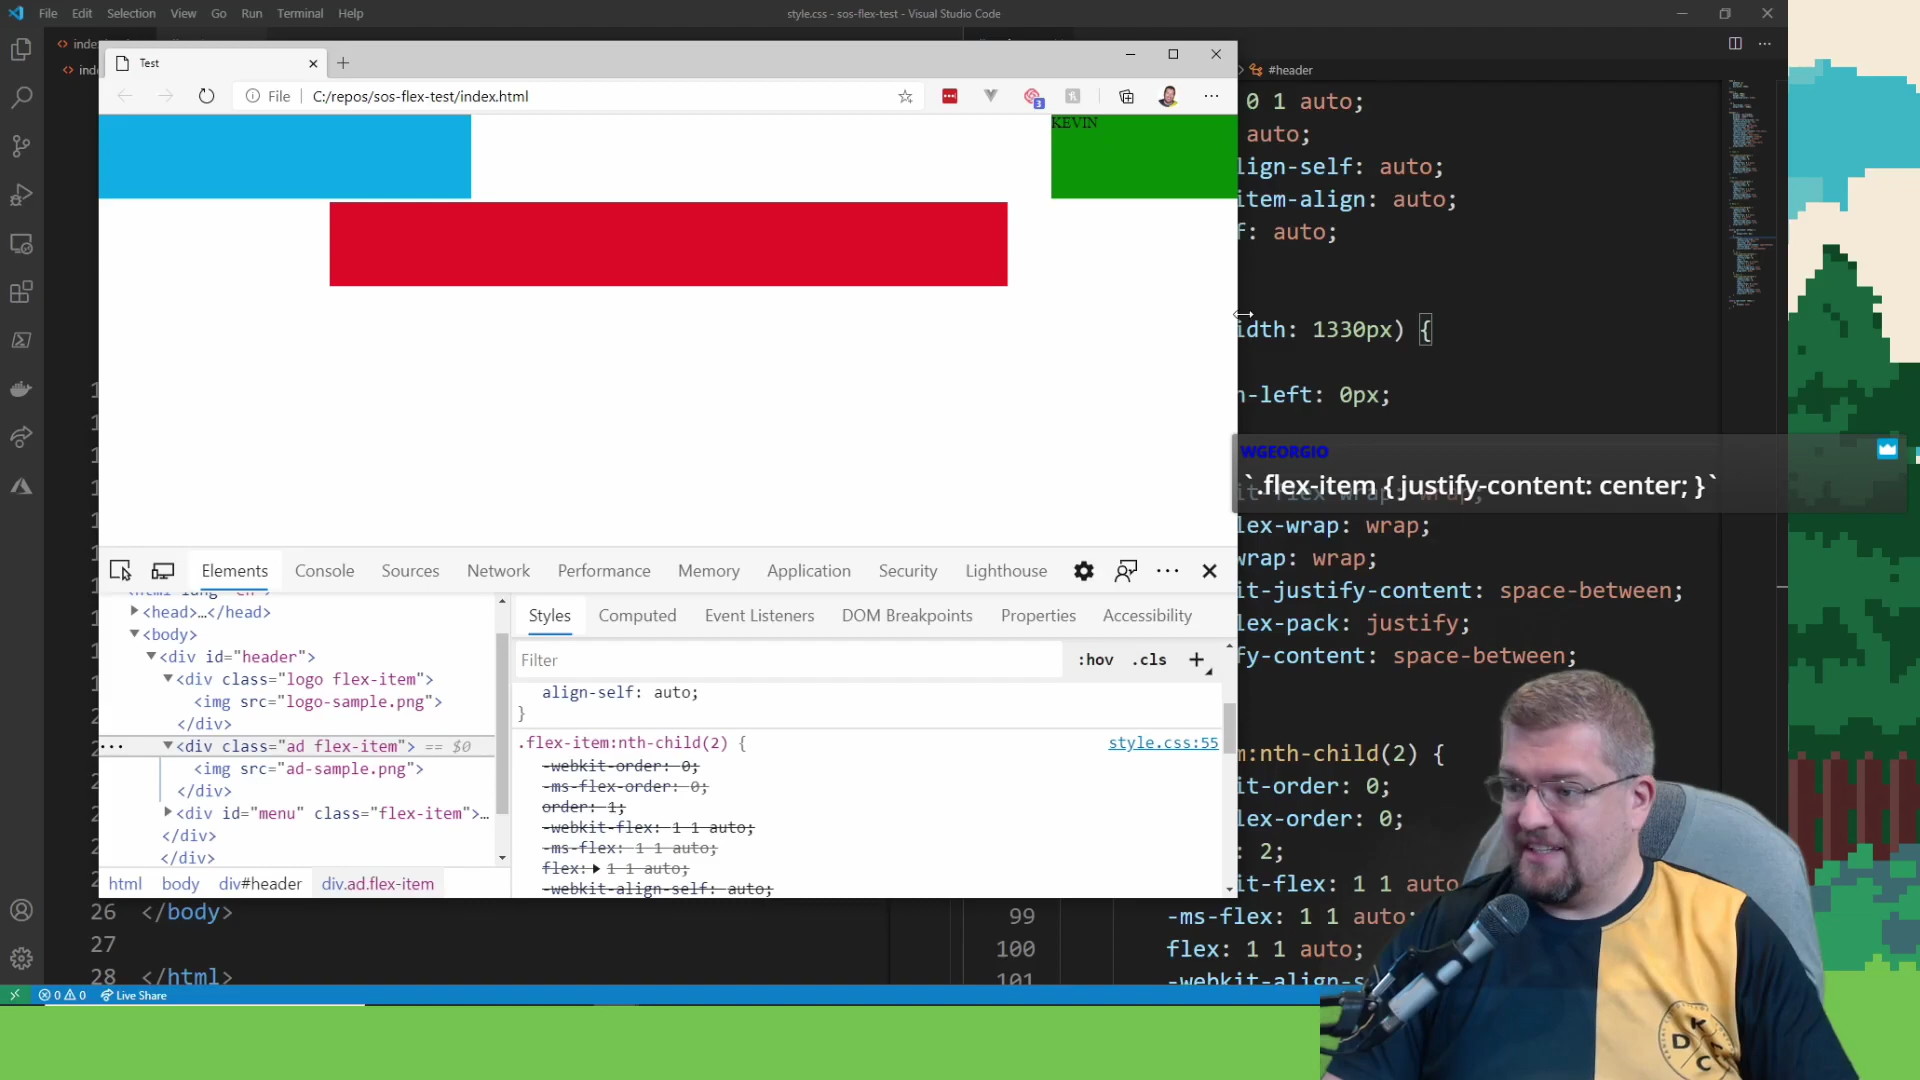 File Edit Selection View Go Run Terminal Help
style.css - sos-flex-test - Visual Studio Code
Test
File C:/repos/sos-flex-test/index.html
3
KEVIN
#header
0 1 auto;
auto;
lign-self: auto;
item-align: auto;
f: auto;
idth: 1330px) {
n-left: 0px;
WGEORGIO
`.flex-item { justify-content: center; }`
lex-wrap: wrap;
wrap: wrap;
it-justify-content: space-between;
lex-pack: justify;
fy-content: space-between;
m:nth-child(2) {
it-order: 0;
lex-order: 0;
: 2;
it-flex: 1 1 auto
99 -ms-flex: 1 1 auto;
100 flex: 1 1 auto;
101 -webkit-align-s
Elements Console Sources Network Performance Memory Application Security Lighthouse
<head>…</head>
<body>
<div id="header">
<div class="logo flex-item">
<img src="logo-sample.png">
</div>
<div class="ad flex-item"> == $0
<img src="ad-sample.png">
</div>
<div id="menu" class="flex-item">…
</div>
</div>
html body div#header div.ad.flex-item
Styles Computed Event Listeners DOM Breakpoints Properties Accessibility
Filter :hov .cls +
align-self: auto;
}
.flex-item:nth-child(2) { style.css:55
-webkit-order: 0;
-ms-flex-order: 0;
order: 1;
-webkit-flex: 1 1 auto;
-ms-flex: 1 1 auto;
flex: 1 1 auto;
-webkit-align-self: auto;
26 </body>
27
28 </html>
0 0 Live Share
K
D
C